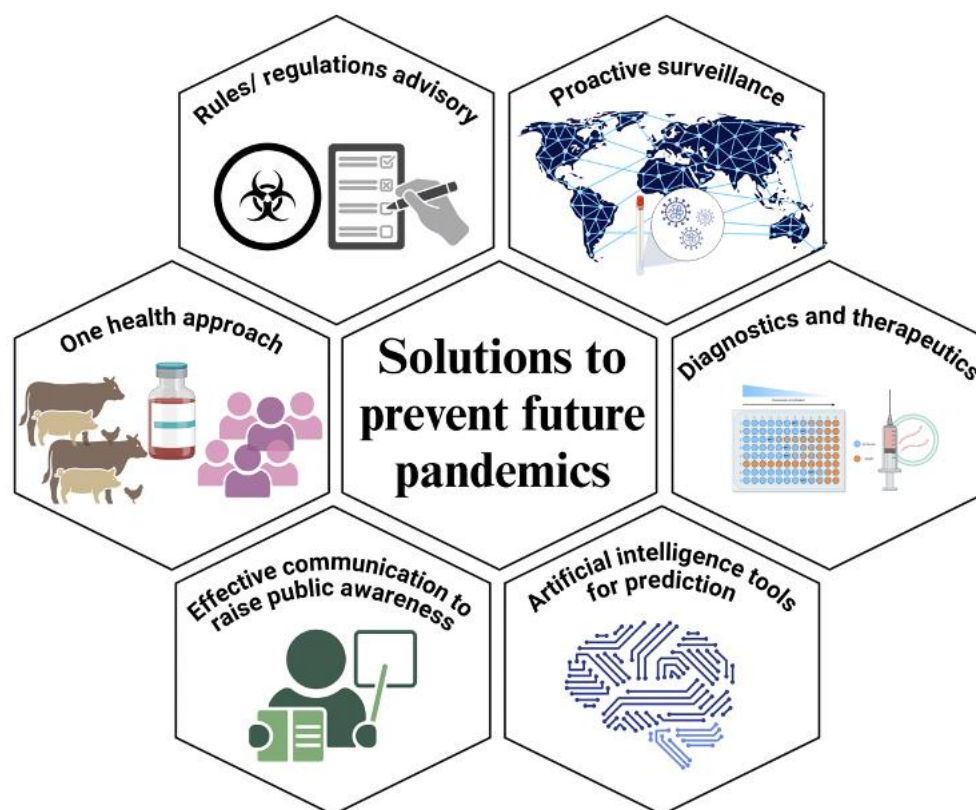 Rules/ regulations advisory
Proactive surveillance
One health approach
Solutions to
prevent future
pandemics
Diagnostics and therapeutics
Effective communication to
raise public awareness
Artificial intelligence tools
for prediction